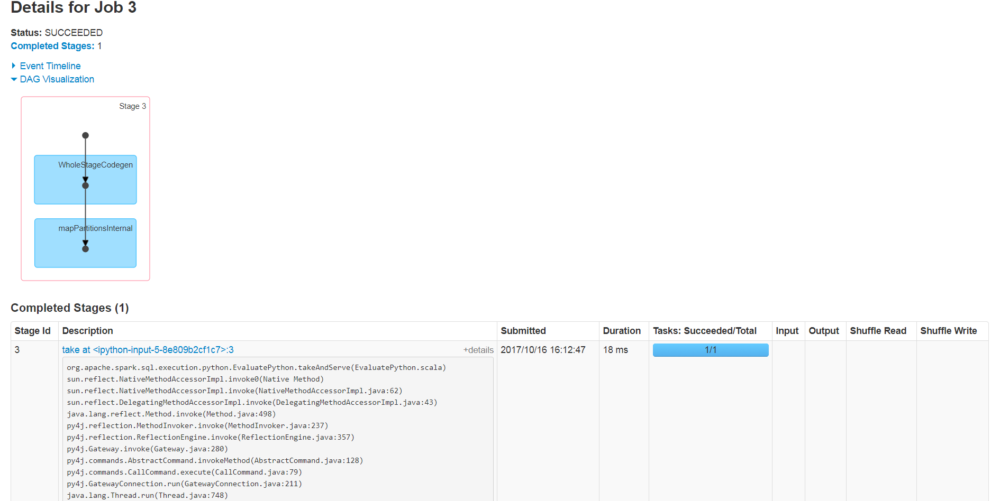 Details for Job 3
Status: SUCCEEDED
Completed Stages: 1
Event Timeline
DAG Visualization
Stage 3
WholeStageCodegen
mapPartitionsInternal
Completed Stages (1)
Stage Id Description Submitted Duration Tasks: Succeeded/Total Input Output Shuffle Read Shuffle Write
3 take at <ipython-input-5-8e809b2cf1c7>:3 +details 2017/10/16 16:12:47 18 ms 1/1
org.apache.spark.sql.execution.python.EvaluatePython.takeAndServe(EvaluatePython.scala)
sun.reflect.NativeMethodAccessorImpl.invoke0(Native Method)
sun.reflect.NativeMethodAccessorImpl.invoke(NativeMethodAccessorImpl.java:62)
sun.reflect.DelegatingMethodAccessorImpl.invoke(DelegatingMethodAccessorImpl.java:43)
java.lang.reflect.Method.invoke(Method.java:498)
py4j.reflection.MethodInvoker.invoke(MethodInvoker.java:237)
py4j.reflection.ReflectionEngine.invoke(ReflectionEngine.java:357)
py4j.Gateway.invoke(Gateway.java:280)
py4j.commands.AbstractCommand.invokeMethod(AbstractCommand.java:128)
py4j.commands.CallCommand.execute(CallCommand.java:79)
py4j.GatewayConnection.run(GatewayConnection.java:211)
java.lang.Thread.run(Thread.java:748)